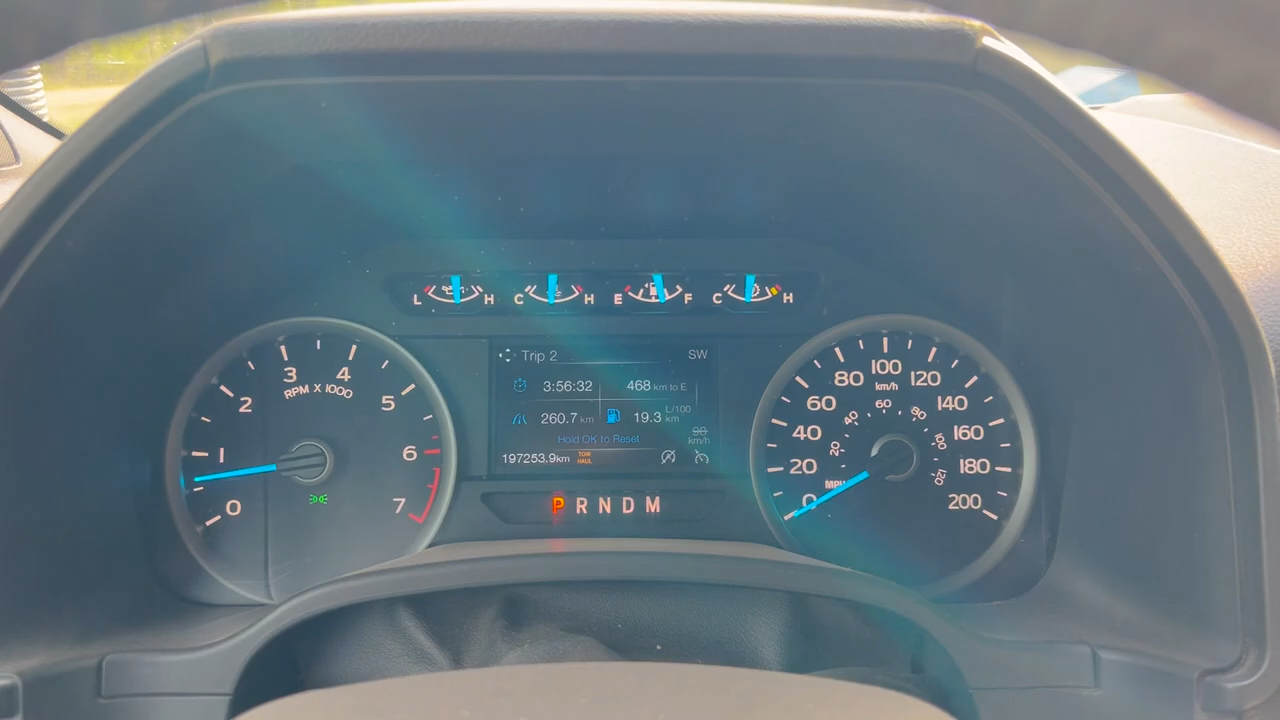 L H C H E F C H
3 4
RPM X 1000
2 5
1 6
0 7
Trip 2 SW
3:56:32 468 km to E
260.7 km 19.3 L/100 km
Hold OK to Reset
98 km/h
197253.9km TOW HAUL
P R N D M
100
80 km/h 120
60 60 140
40 80
40 160
20 100
20 180
MPH 120
0 200